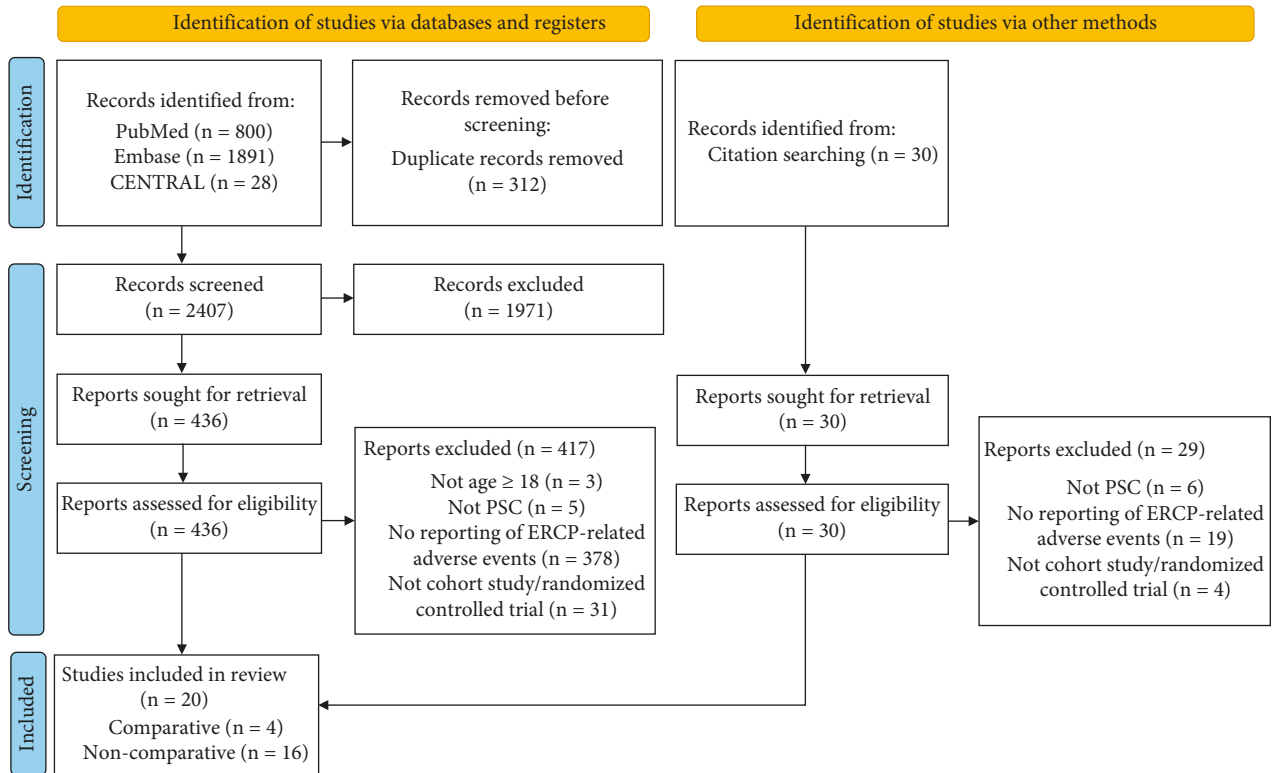 Identification of studies via databases and registers
Identification of studies via other methods
Identification
Records identified from:
PubMed (n = 800)
Embase (n = 1891)
CENTRAL (n = 28)
Records removed before
screening:
Duplicate records removed
(n = 312)
Records identified from:
Citation searching (n = 30)
Screening
Records screened
(n = 2407)
Records excluded
(n = 1971)
Reports sought for retrieval
(n = 436)
Reports sought for retrieval
(n = 30)
Reports assessed for eligibility
(n = 436)
Reports excluded (n = 417)
Not age ≥ 18 (n = 3)
Not PSC (n = 5)
No reporting of ERCP-related
adverse events (n = 378)
Not cohort study/randomized
controlled trial (n = 31)
Reports assessed for eligibility
(n = 30)
Reports excluded (n = 29)
Not PSC (n = 6)
No reporting of ERCP-related
adverse events (n = 19)
Not cohort study/randomized
controlled trial (n = 4)
Included
Studies included in review
(n = 20)
Comparative (n = 4)
Non-comparative (n = 16)